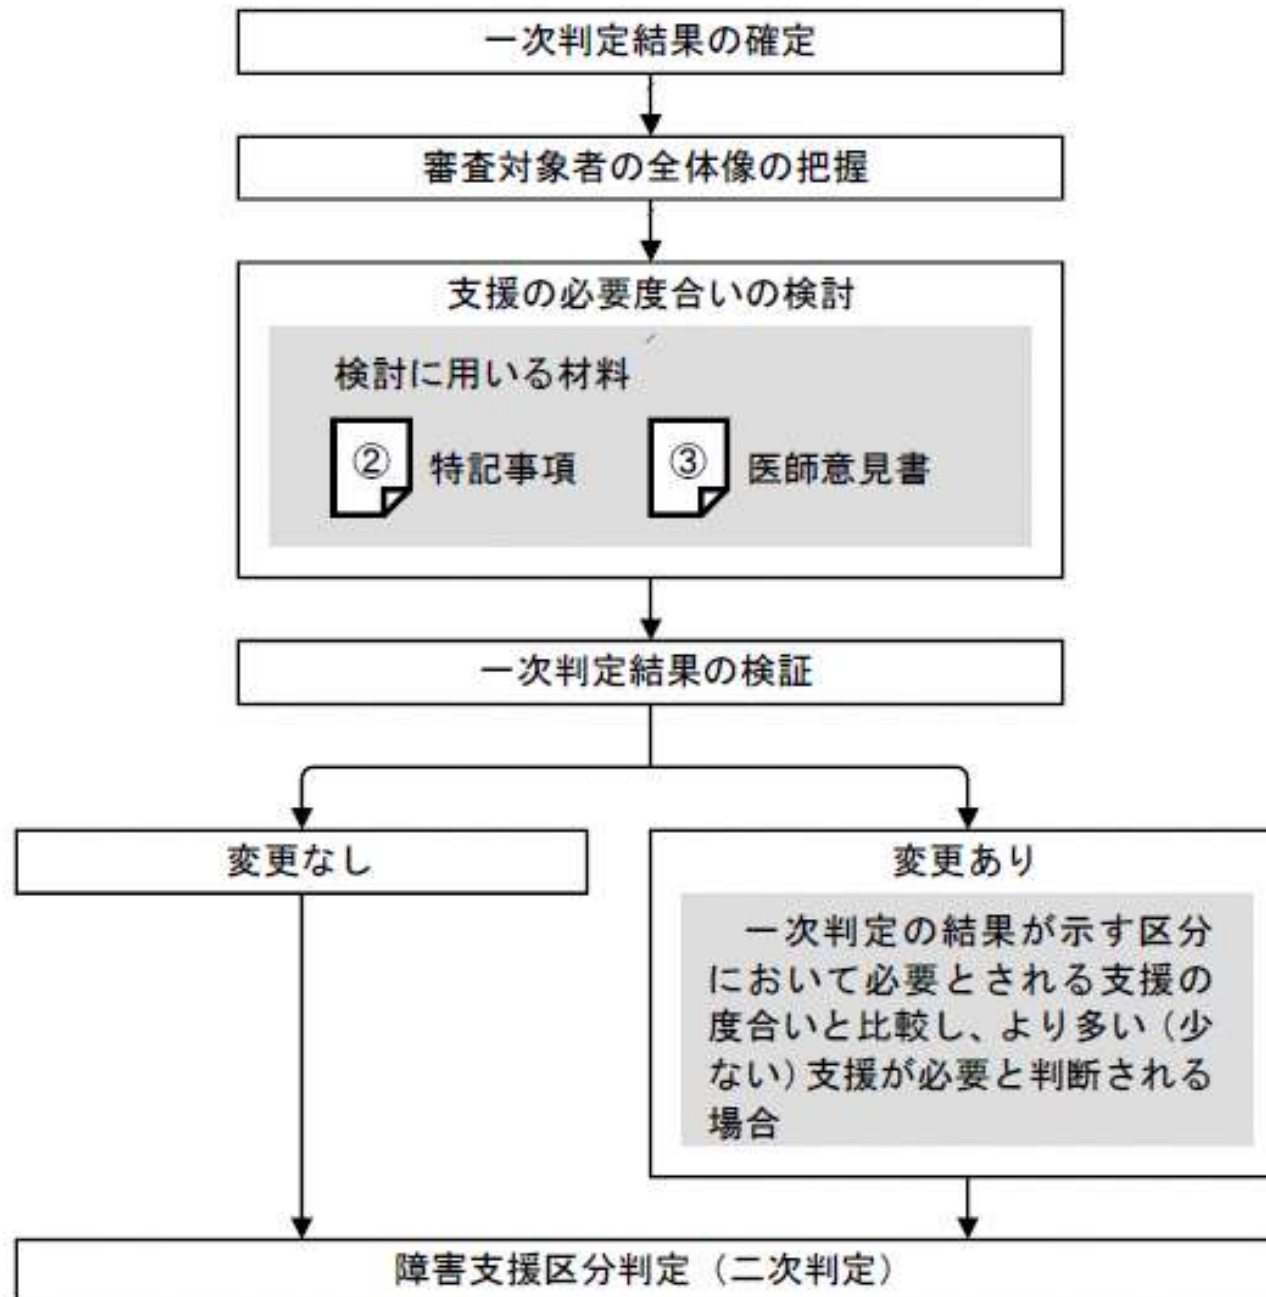 一次判定結果の確定
審査対象者の全体像の把握
支援の必要度合いの検討
検討に用いる材料
② 特記事項 ③ 医師意見書
一次判定結果の検証
変更なし 変更あり
一次判定の結果が示す区分
において必要とされる支援の
度合いと比較し、より多い（少
ない）支援が必要と判断される
場合
障害支援区分判定（二次判定）